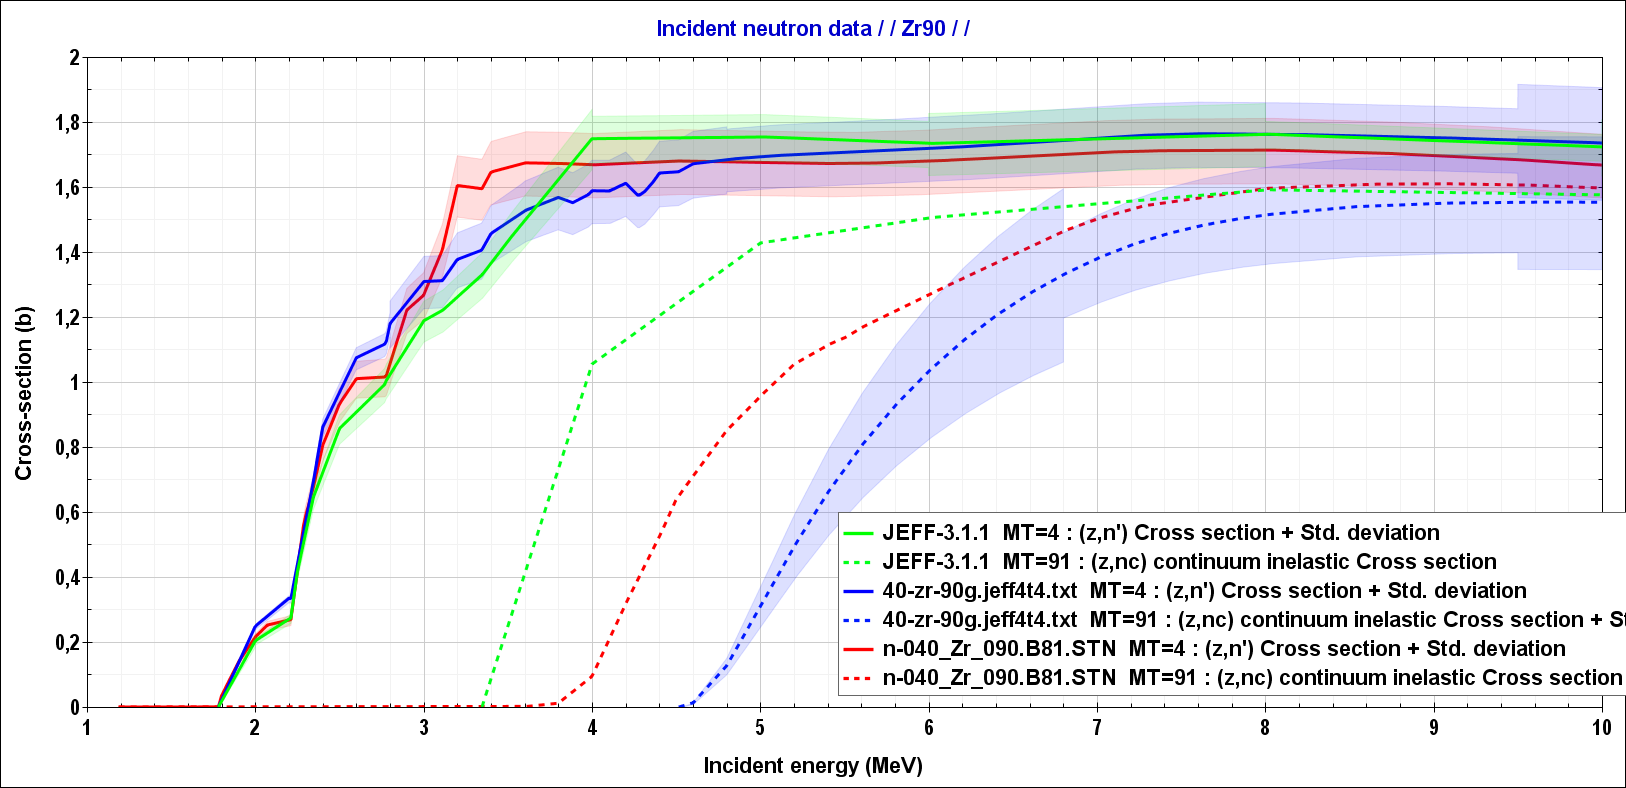 Incident neutron data / / Zr90 / /
Cross-section (b)
2
1,8
1,6
1,4
1,2
1
0,8
0,6
0,4
0,2
0
JEFF-3.1.1 MT=4 : (z,n') Cross section + Std. deviation
JEFF-3.1.1 MT=91 : (z,nc) continuum inelastic Cross section
40-zr-90g.jeff4t4.txt MT=4 : (z,n') Cross section + Std. deviation
40-zr-90g.jeff4t4.txt MT=91 : (z,nc) continuum inelastic Cross section + St
n-040_Zr_090.B81.STN MT=4 : (z,n') Cross section + Std. deviation
n-040_Zr_090.B81.STN MT=91 : (z,nc) continuum inelastic Cross section
1 2 3 4 5 6 7 8 9 10
Incident energy (MeV)